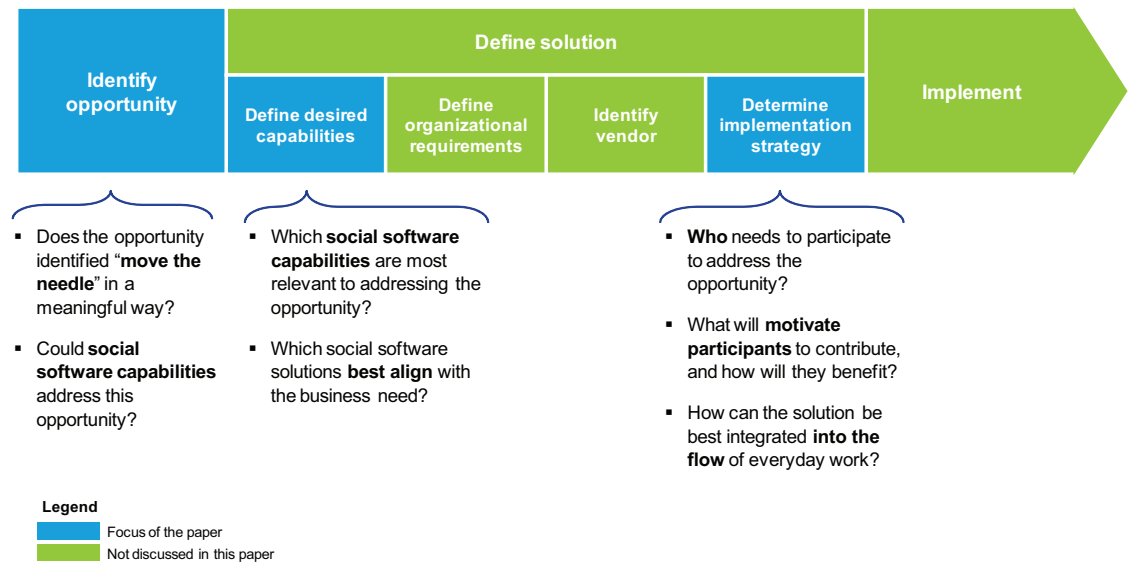 Identify
opportunity
Define solution
Define desired
capabilities
Define
organizational
requirements
Identify
vendor
Determine
implementation
strategy
Implement
▪ Does the opportunity
identified “move the
needle” in a
meaningful way?
▪ Could social
software capabilities
address this
opportunity?
▪ Which social software
capabilities are most
relevant to addressing the
opportunity?
▪ Which social software
solutions best align with
the business need?
▪ Who needs to participate
to address the
opportunity?
▪ What will motivate
participants to contribute,
and how will they benefit?
▪ How can the solution be
best integrated into the
flow of everyday work?
Legend
Focus of the paper
Not discussed in this paper